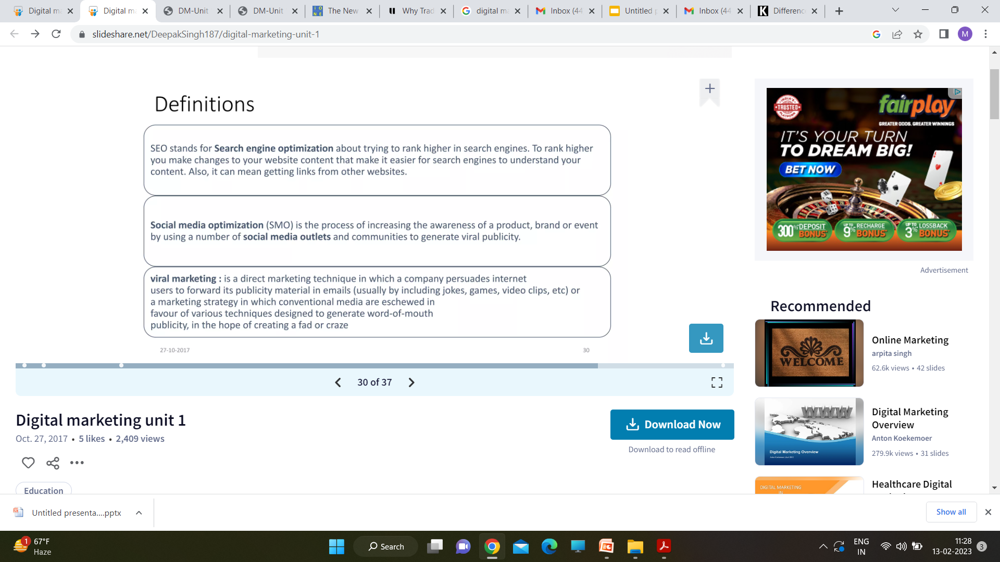 Digital ma
Digital ma
DM-Unit
DM-Unit
The New
Why Trad
digital ma
Inbox (44
Untitled p
Inbox (44
Differenc
slideshare.net/DeepakSingh187/digital-marketing-unit-1
M
Definitions
SEO stands for Search engine optimization about trying to rank higher in search engines. To rank higher
you make changes to your website content that make it easier for search engines to understand your
content. Also, it can mean getting links from other websites.
Social media optimization (SMO) is the process of increasing the awareness of a product, brand or event
by using a number of social media outlets and communities to generate viral publicity.
viral marketing : is a direct marketing technique in which a company persuades internet
users to forward its publicity material in emails (usually by including jokes, games, video clips, etc) or
a marketing strategy in which conventional media are eschewed in
favour of various techniques designed to generate word-of-mouth
publicity, in the hope of creating a fad or craze
27-10-2017
30
30 of 37
Digital marketing unit 1
Oct. 27, 2017 • 5 likes • 2,409 views
Download Now
Download to read offline
Education
INDIA'S
TRUSTED
fairplay
GREATER ODDS. GREATER WINNINGS
IT'S YOUR TURN
TO DREAM BIG!
BET NOW
300% DEPOSIT BONUS
UP TO 9% RECHARGE BONUS
UP TO 3% LOSSBACK BONUS
Advertisement
Recommended
WELCOME
Online Marketing
arpita singh
62.6k views • 42 slides
WWW
Digital Marketing Overview
Digital Marketing
Overview
Anton Koekemoer
279.9k views • 31 slides
DIGITAL MARKETING
IN
Healthcare Digital
Untitled presenta....pptx
Show all
1
67°F
Haze
Search
ENG
IN
11:28
13-02-2023
3